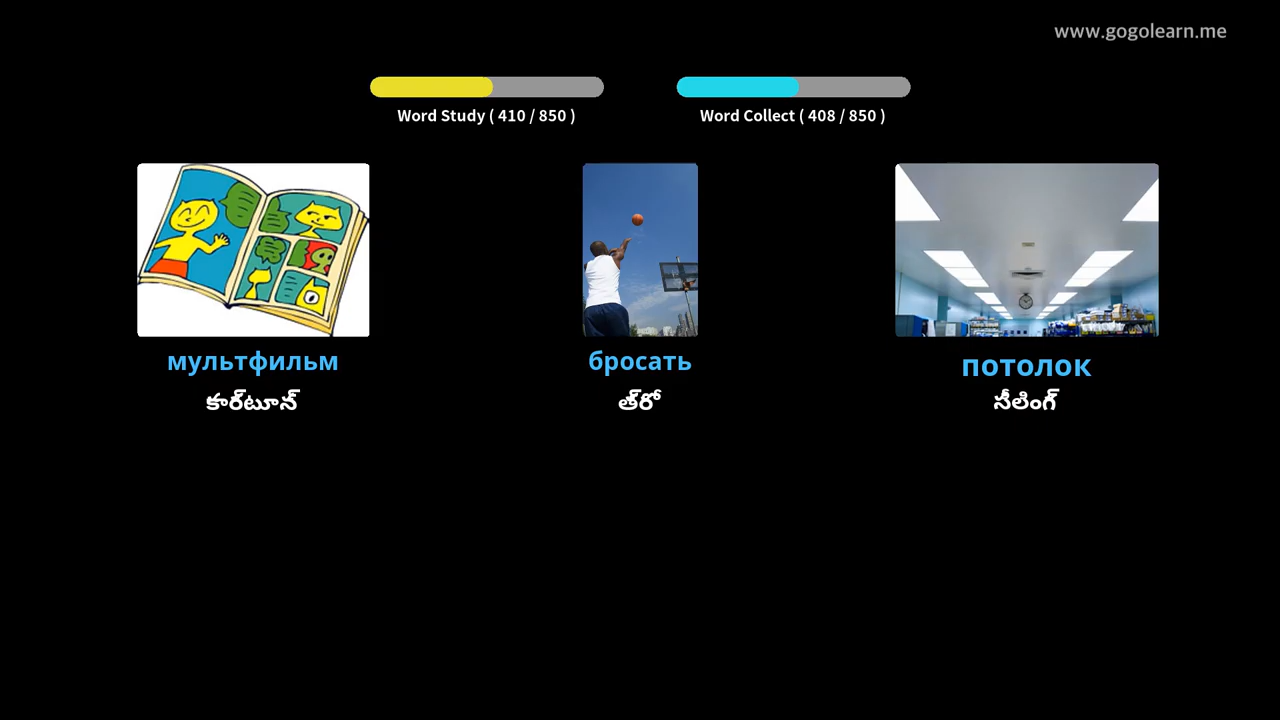 www.gogolearn.me
Word Study ( 410 / 850 )
Word Collect ( 408 / 850 )
мультфильм
бросать
потолок
కార్‌టూన్
త్‌రో
సీలింగ్